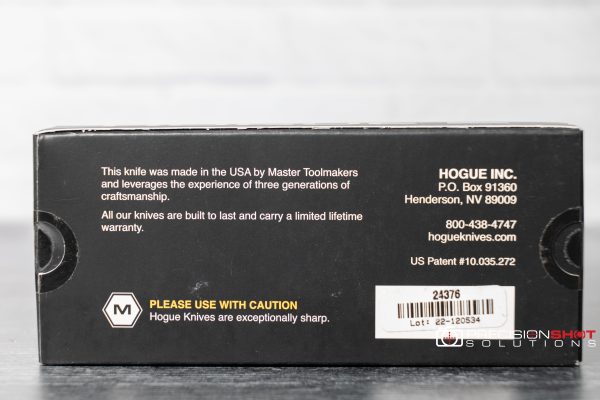 This knife was made in the USA by Master Toolmakers
and leverages the experience of three generations of
craftsmanship.
All our knives are built to last and carry a limited lifetime
warranty.
HOGUE INC.
P.O. Box 91360
Henderson, NV 89009
800-438-4747
hogueknives.com
US Patent #10.035.272
M
PLEASE USE WITH CAUTION
Hogue Knives are exceptionally sharp.
24376
Lot: 22-120534
PRECISIONSHOT
SOLUTIONS